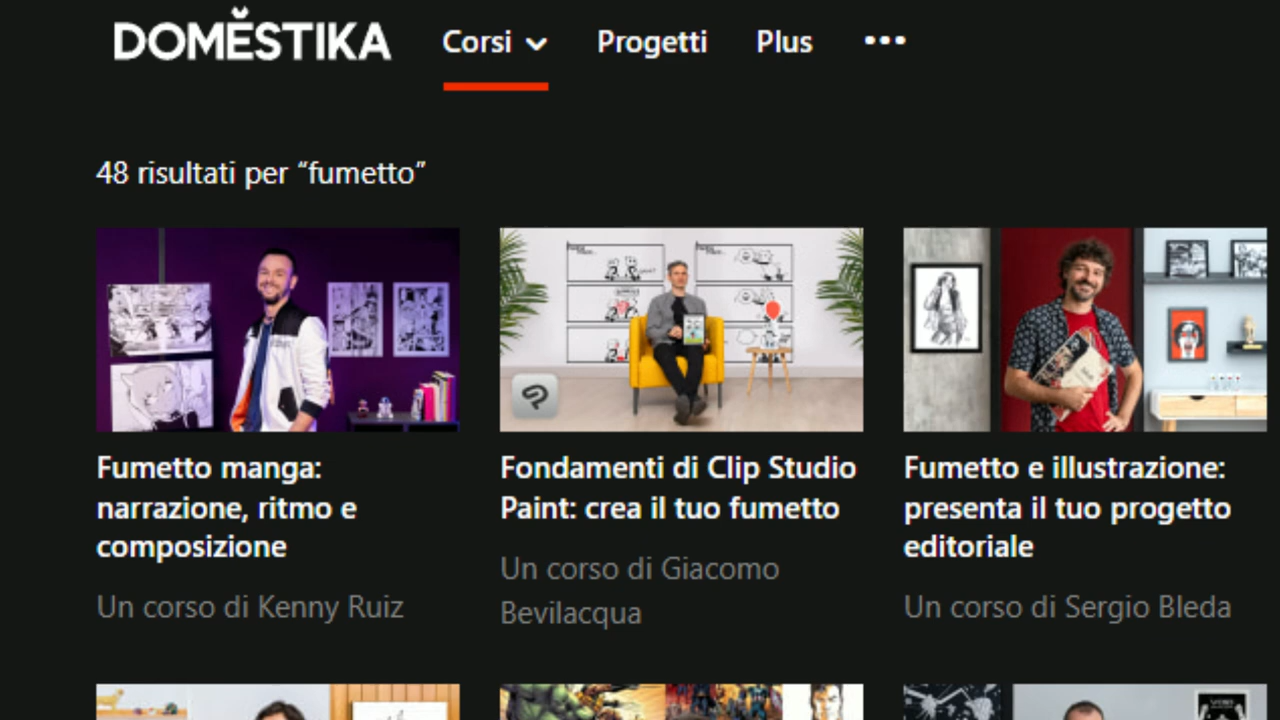 DOMĔSTIKA Corsi Progetti Plus •••
48 risultati per “fumetto”
Fumetto manga:
narrazione, ritmo e
composizione
Un corso di Kenny Ruiz
Fondamenti di Clip Studio
Paint: crea il tuo fumetto
Un corso di Giacomo
Bevilacqua
Fumetto e illustrazione:
presenta il tuo progetto
editoriale
Un corso di Sergio Bleda